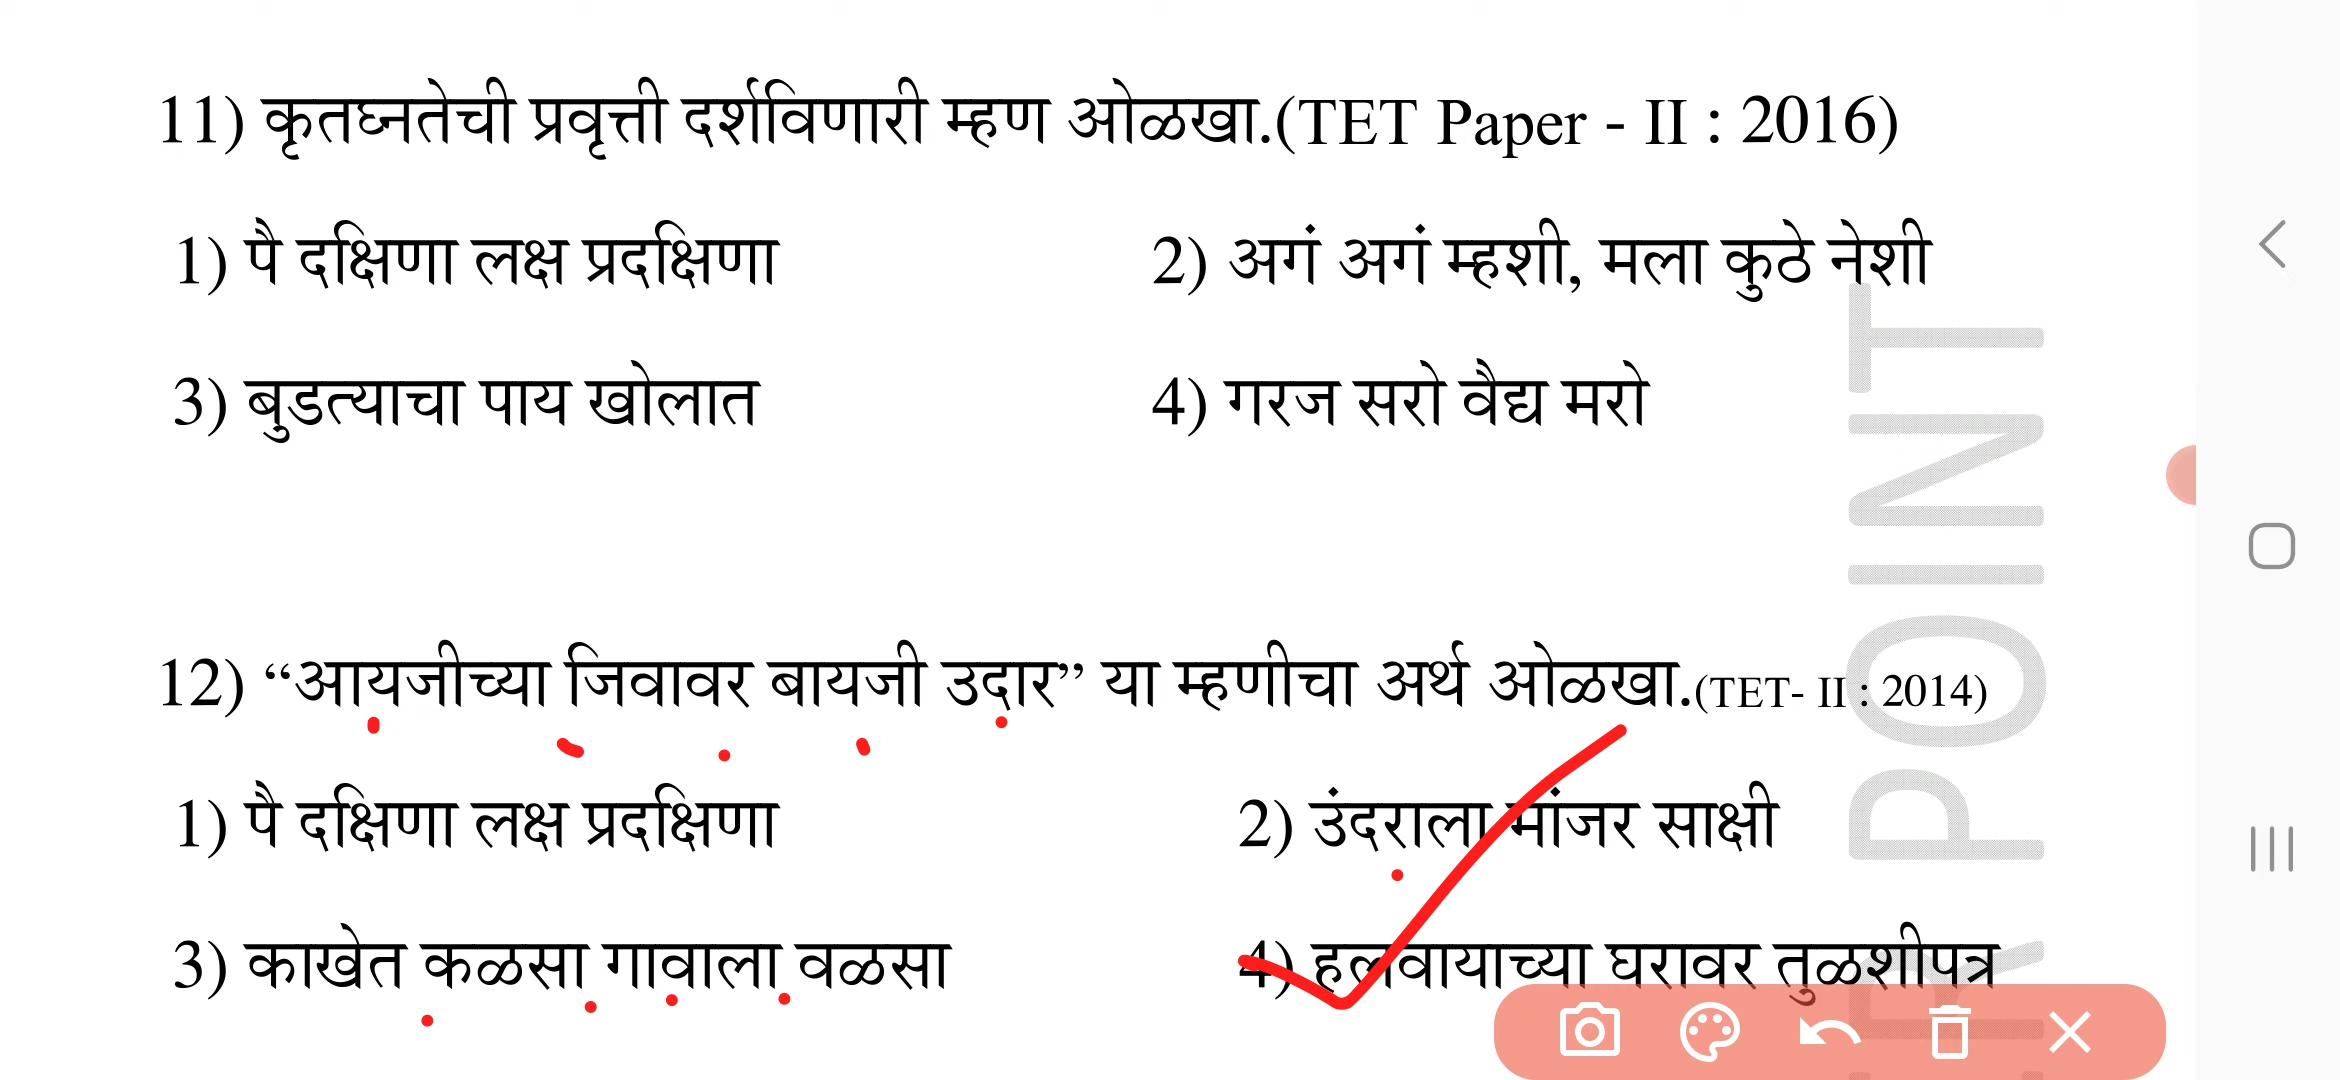 11) कृतघ्नतेची प्रवृत्ती दर्शविणारी म्हण ओळखा.(TET Paper - II : 2016)
1) पै दक्षिणा लक्ष प्रदक्षिणा 2) अगं अगं म्हशी, मला कुठे नेशी
3) बुडत्याचा पाय खोलात 4) गरज सरो वैद्य मरो
12) “आयजीच्या जिवावर बायजी उदार” या म्हणीचा अर्थ ओळखा.(TET- II : 2014)
1) पै दक्षिणा लक्ष प्रदक्षिणा 2) उंदराला मांजर साक्षी
3) काखेत कळसा गावाला वळसा 4) हलवायाच्या घरावर तुळशीपत्र
R POINT